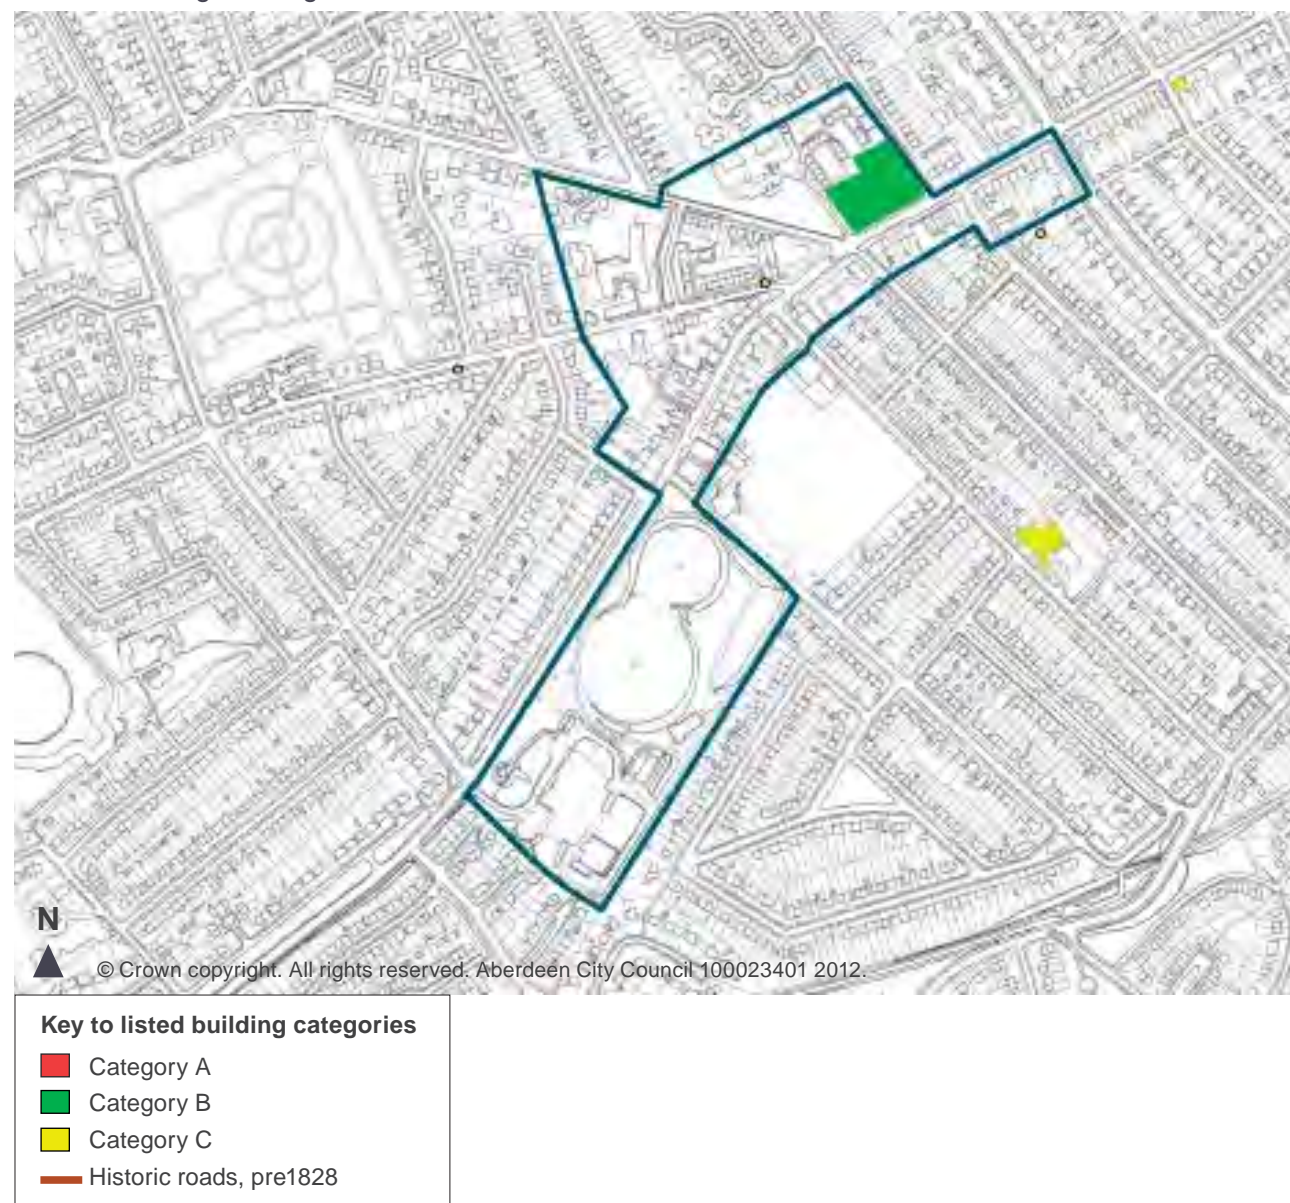 N
© Crown copyright. All rights reserved. Aberdeen City Council 100023401 2012.
Key to listed building categories
Category A
Category B
Category C
Historic roads, pre1828